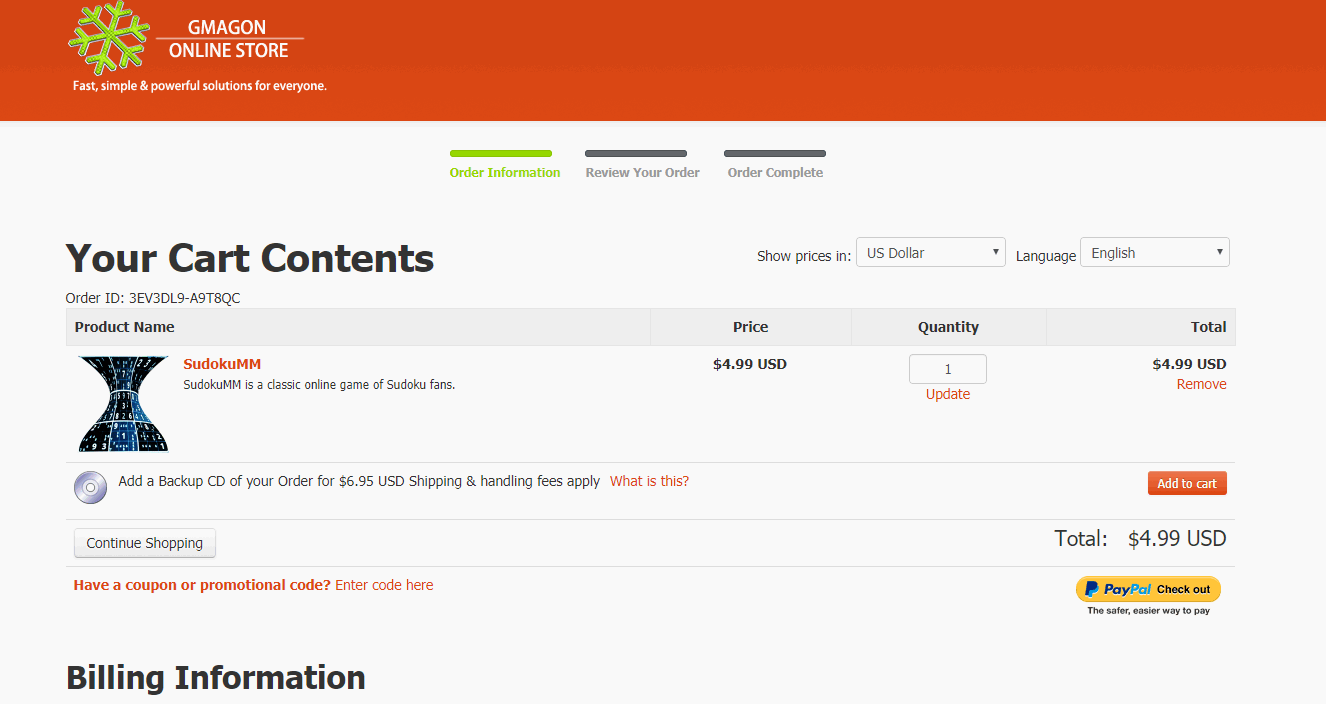 GMAGON
ONLINE STORE
Fast, simple & powerful solutions for everyone.
Order Information
Review Your Order
Order Complete
Your Cart Contents
Show prices in: US Dollar Language English
Order ID: 3EV3DL9-A9T8QC
Product Name Price Quantity Total
SudokuMM $4.99 USD 1 $4.99 USD
SudokuMM is a classic online game of Sudoku fans.
Update Remove
Add a Backup CD of your Order for $6.95 USD Shipping & handling fees apply What is this? Add to cart
Continue Shopping Total: $4.99 USD
Have a coupon or promotional code? Enter code here
PayPal Check out
The safer, easier way to pay
Billing Information